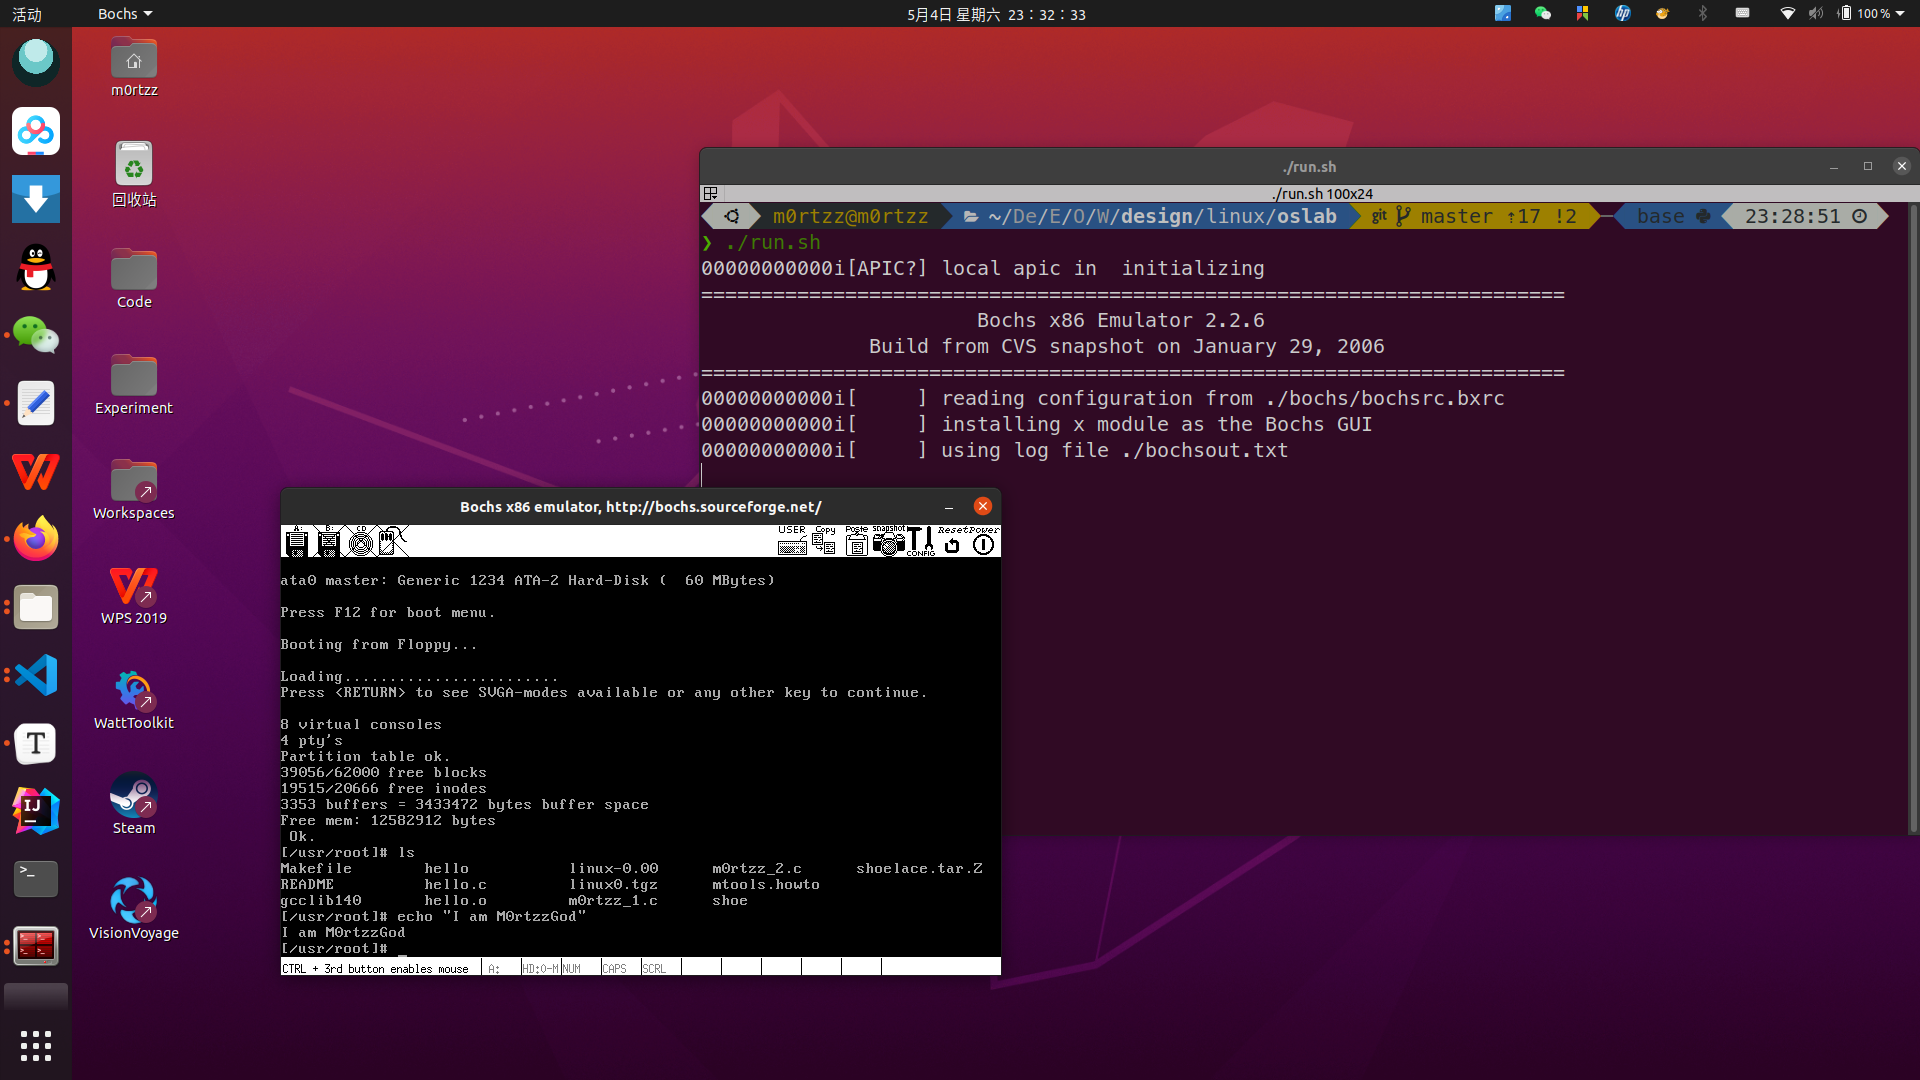 活动
Bochs
5月4日 星期六 23：32：33
100 %
m0rtzz
回收站
Code
Experiment
Workspaces
WPS 2019
WattToolkit
Steam
VisionVoyage
./run.sh
./run.sh 100x24
m0rtzz@m0rtzz ~/De/E/O/W/design/linux/oslab git master ↑17 !2 base 23:28:51
❯ ./run.sh
00000000000i[APIC?] local apic in  initializing
========================================================================
Bochs x86 Emulator 2.2.6
Build from CVS snapshot on January 29, 2006
========================================================================
00000000000i[     ] reading configuration from ./bochs/bochsrc.bxrc
00000000000i[     ] installing x module as the Bochs GUI
00000000000i[     ] using log file ./bochsout.txt
Bochs x86 emulator, http://bochs.sourceforge.net/
A: B: CD USER Copy Paste snapshot CONFIG Reset Power
ata0 master: Generic 1234 ATA-2 Hard-Disk (  60 MBytes)
Press F12 for boot menu.
Booting from Floppy...
Loading........................
Press <RETURN> to see SVGA-modes available or any other key to continue.
8 virtual consoles
4 pty's
Partition table ok.
39056/62000 free blocks
19515/20666 free inodes
3353 buffers = 3433472 bytes buffer space
Free mem: 12582912 bytes
Ok.
[/usr/root]# ls
Makefile hello linux-0.00 m0rtzz_2.c shoelace.tar.Z
README hello.c linux0.tgz mtools.howto
gcclib140 hello.o m0rtzz_1.c shoe
[/usr/root]# echo "I am M0rtzzGod"
I am M0rtzzGod
[/usr/root]# _
CTRL + 3rd button enables mouse A: HD:0-M NUM CAPS SCRL